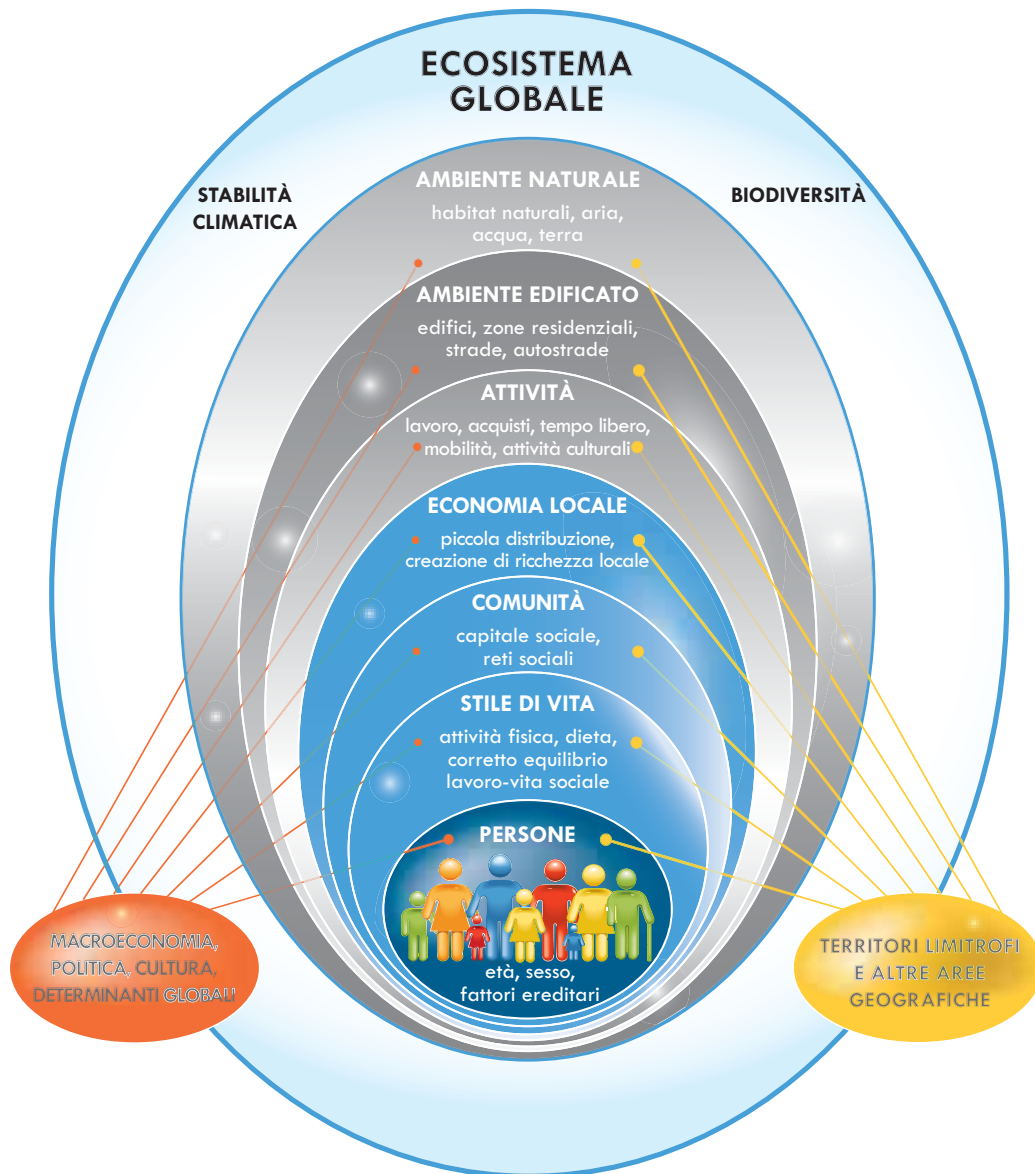 ECOSISTEMA
GLOBALE
STABILITÀ
CLIMATICA
BIODIVERSITÀ
AMBIENTE NATURALE
habitat naturali, aria,
acqua, terra
AMBIENTE EDIFICATO
edifici, zone residenziali,
strade, autostrade
ATTIVITÀ
lavoro, acquisti, tempo libero,
mobilità, attività culturali
ECONOMIA LOCALE
piccola distribuzione,
creazione di ricchezza locale
COMUNITÀ
capitale sociale,
reti sociali
STILE DI VITA
attività fisica, dieta,
corretto equilibrio
lavoro-vita sociale
PERSONE
età, sesso,
fattori ereditari
MACROECONOMIA,
POLITICA, CULTURA,
DETERMINANTI GLOBALI
TERRITORI LIMITROFI
E ALTRE AREE
GEOGRAFICHE